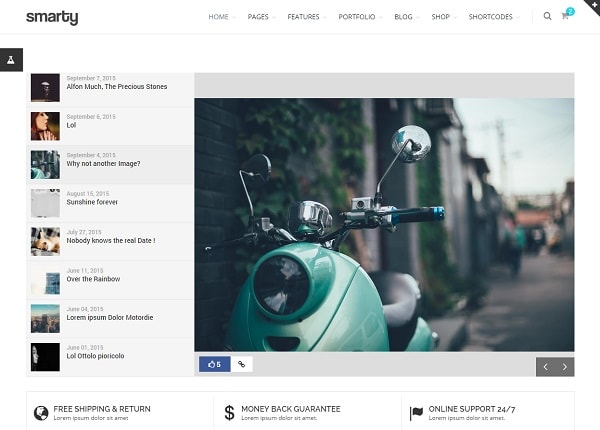 smarty
HOME PAGES FEATURES PORTFOLIO BLOG SHOP SHORTCODES 2
September 7, 2015
Alfon Much, The Precious Stones
September 6, 2015
Lol
September 4, 2015
Why not another Image?
August 15, 2015
Sunshine forever
July 27, 2015
Nobody knows the real Date !
June 11, 2015
Over the Rainbow
June 04, 2015
Lorem ipsum Dolor Motordie
June 01, 2015
Lol Ottolo pioricolo
5
FREE SHIPPING & RETURN
Lorem ipsum dolor sit amet
MONEY BACK GUARANTEE
Lorem ipsum dolor sit amet.
ONLINE SUPPORT 24/7
Lorem ipsum dolor sit amet.